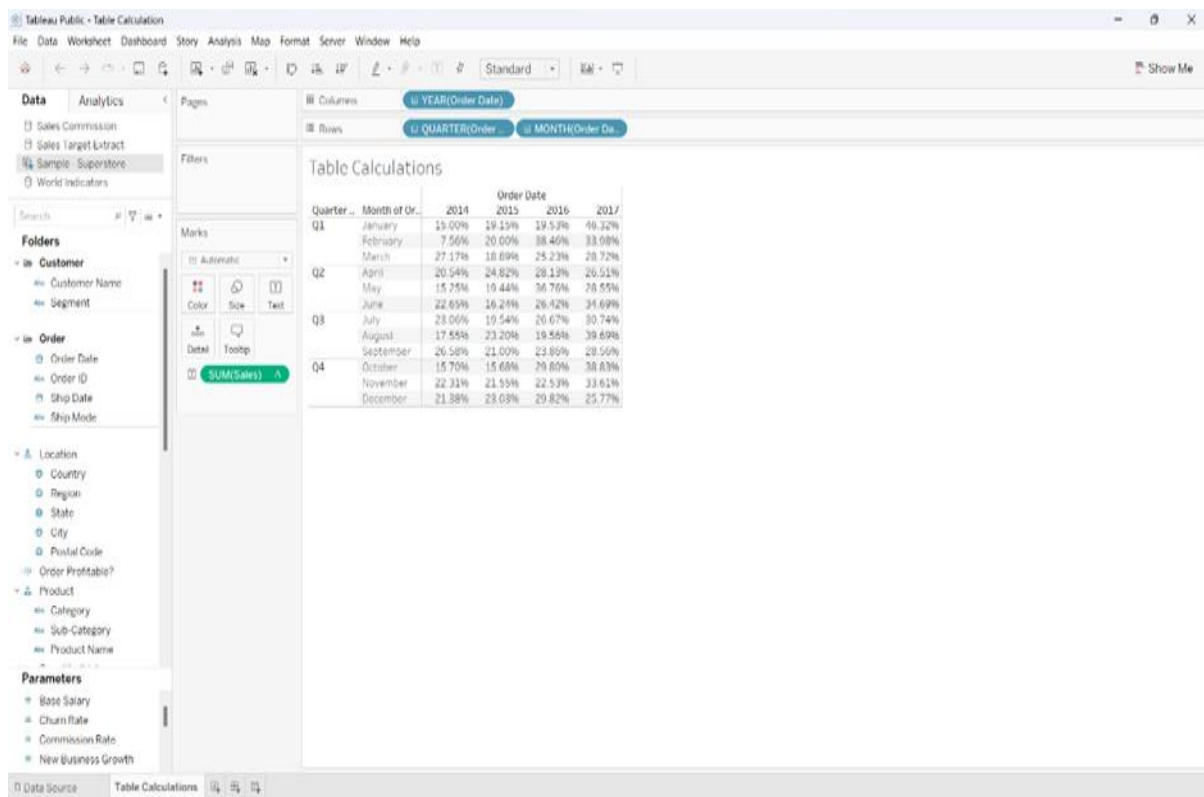 Tableau Public - Table Calculation
File Data Worksheet Dashboard Story Analysis Map Format Server Window Help
Standard
Show Me
Data Analytics
Sales Commission
Sales Target Extract
Sample - Superstore
World Indicators
Search
Folders
Customer
Abc Customer Name
Abc Segment
Order
Order Date
Abc Order ID
Ship Date
Abc Ship Mode
Location
Country
Region
State
City
Postal Code
Order Profitable?
Product
Abc Category
Abc Sub-Category
Abc Product Name
Parameters
Base Salary
Churn Rate
Commission Rate
New Business Growth
Pages
Filters
Marks
Automatic
Color Size Text
Detail Tooltip
SUM(Sales)
Columns YEAR(Order Date)
Rows QUARTER(Order .. MONTH(Order Da..
Table Calculations
Order Date
Quarter .. Month of Or.. 2014 2015 2016 2017
Q1 January 15.00% 19.15% 19.53% 46.32%
February 7.56% 20.00% 38.46% 33.98%
March 27.17% 18.89% 25.23% 28.72%
Q2 April 20.54% 24.82% 28.13% 26.51%
May 15.25% 19.44% 36.76% 28.55%
June 22.65% 16.24% 26.42% 34.69%
Q3 July 23.06% 19.54% 26.67% 30.74%
August 17.55% 23.20% 19.56% 39.69%
September 26.58% 21.00% 23.86% 28.56%
Q4 October 15.70% 15.68% 29.80% 38.83%
November 22.31% 21.55% 22.53% 33.61%
December 21.38% 23.03% 29.82% 25.77%
Data Source Table Calculations